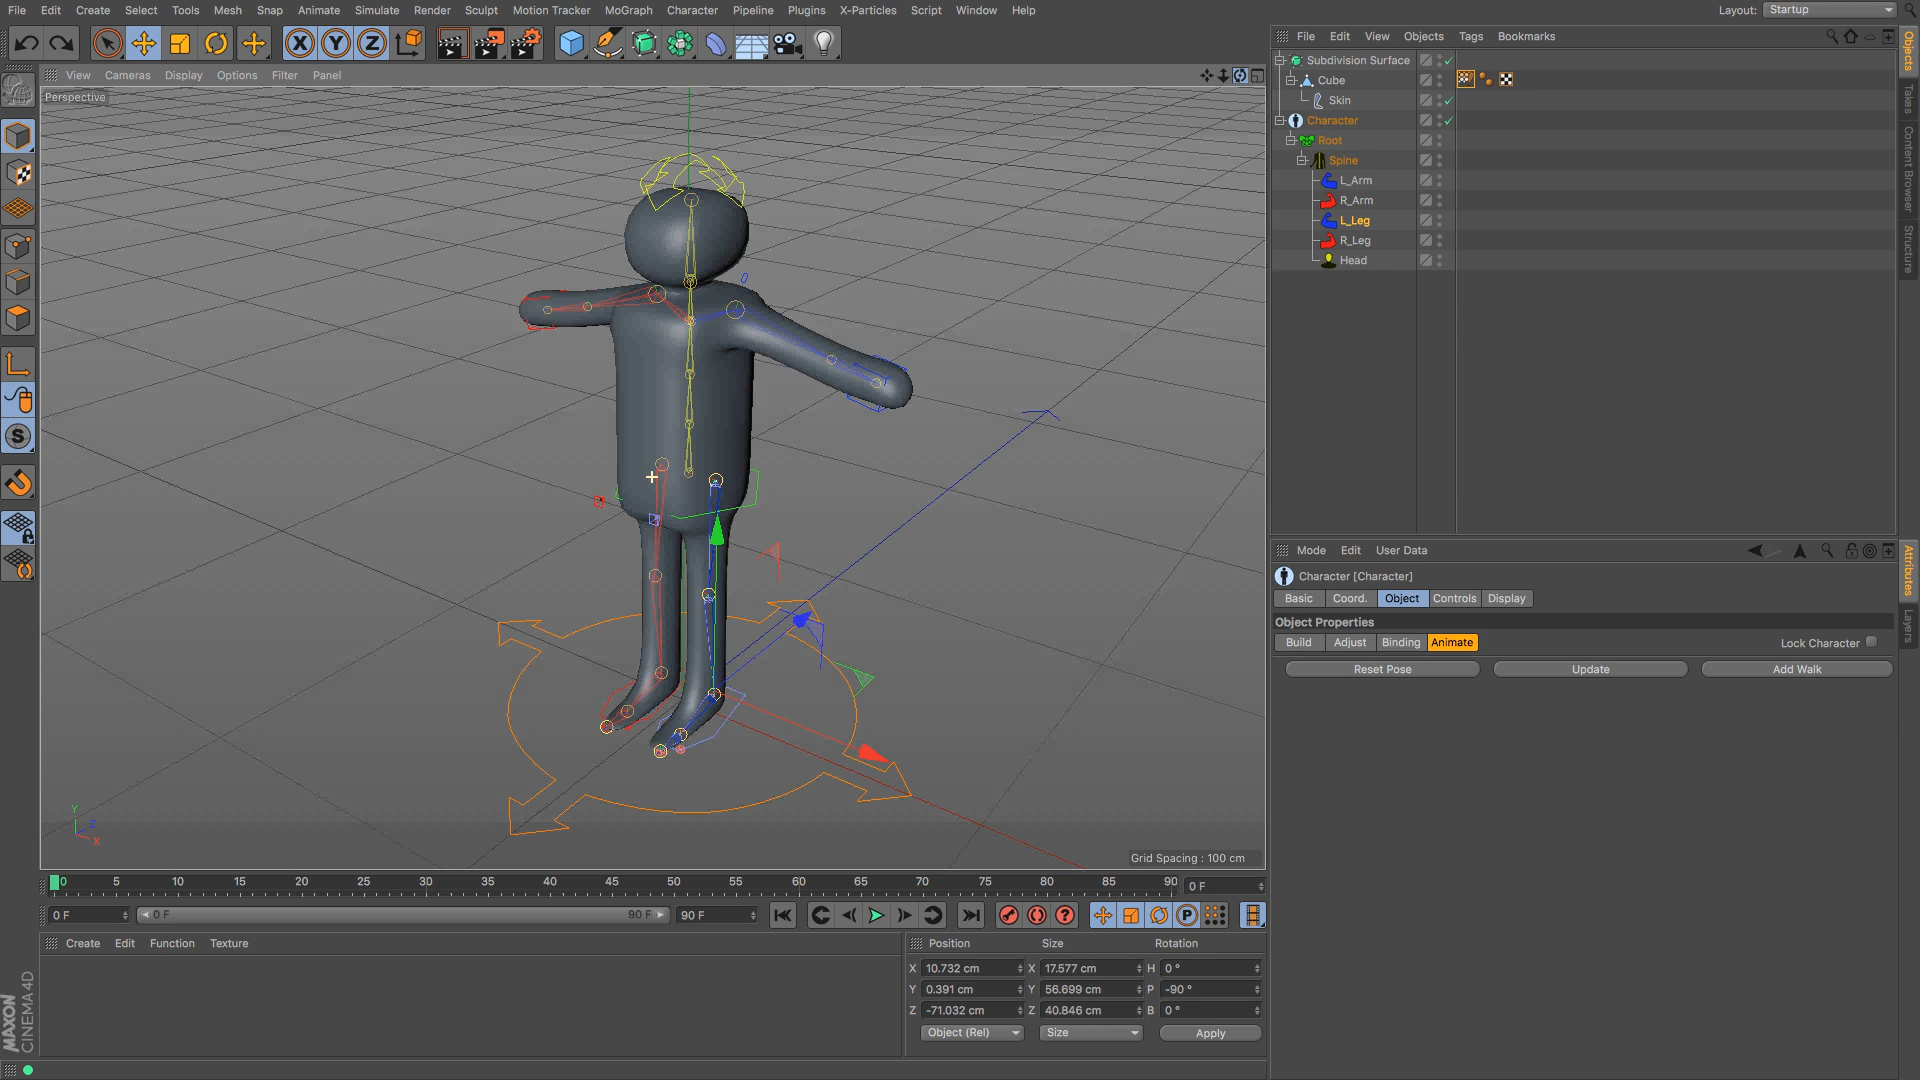 File Edit Create Select Tools Mesh Snap Animate Simulate Render Sculpt Motion Tracker MoGraph Character Pipeline Plugins X-Particles Script Window Help
Layout: Startup
X Y Z
View Cameras Display Options Filter Panel
Perspective
File Edit View Objects Tags Bookmarks
Subdivision Surface
Cube
Skin
Character
Root
Spine
L_Arm
R_Arm
L_Leg
R_Leg
Head
Objects
Takes
Content Browser
Structure
S
Mode Edit User Data
Character [Character]
Basic Coord. Object Controls Display
Object Properties
Build Adjust Binding Animate
Lock Character
Reset Pose Update Add Walk
Attributes
Layers
Y
Z
X
Grid Spacing : 100 cm
0 5 10 15 20 25 30 35 40 45 50 55 60 65 70 75 80 85 90
0 F
0 F 0 F 90 F 90 F
P
Create Edit Function Texture
Position Size Rotation
X 10.732 cm X 17.577 cm H 0 °
Y 0.391 cm Y 56.699 cm P -90 °
Z -71.032 cm Z 40.846 cm B 0 °
Object (Rel) Size Apply
MAXON
CINEMA 4D